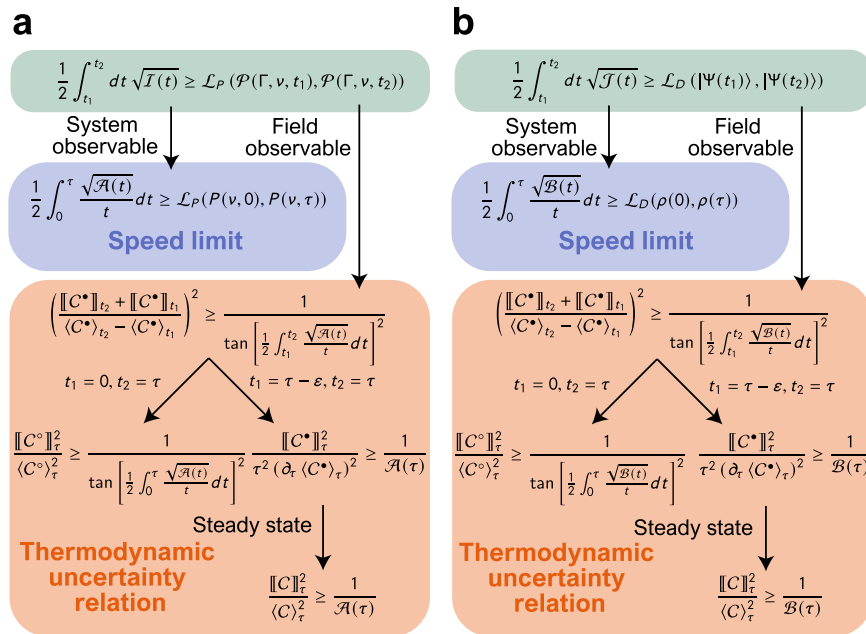 a
1/2 ∫_{t₁}^{t₂} dt √I(t) ≥ ℒ_P (𝒫(Γ, ν, t₁), 𝒫(Γ, ν, t₂))
System observable
Field observable
1/2 ∫_0^τ √𝒜(t)/t dt ≥ ℒ_P(P(ν, 0), P(ν, τ))
Speed limit
(⟦C^•⟧_{t₂} + ⟦C^•⟧_{t₁} / ⟨C^•⟩_{t₂} − ⟨C^•⟩_{t₁})² ≥ 1 / tan [1/2 ∫_{t₁}^{t₂} √𝒜(t)/t dt]²
t₁ = 0, t₂ = τ
t₁ = τ − ε, t₂ = τ
⟦C^∘⟧²_τ / ⟨C^∘⟩²_τ ≥ 1 / tan [1/2 ∫_0^τ √𝒜(t)/t dt]²
⟦C^•⟧²_τ / τ² (∂_τ ⟨C^•⟩_τ)² ≥ 1/𝒜(τ)
Steady state
Thermodynamic
uncertainty
relation
⟦C⟧²_τ / ⟨C⟩²_τ ≥ 1/𝒜(τ)
b
1/2 ∫_{t₁}^{t₂} dt √𝒥(t) ≥ ℒ_D (|Ψ(t₁)⟩, |Ψ(t₂)⟩)
System observable
Field observable
1/2 ∫_0^τ √ℬ(t)/t dt ≥ ℒ_D(ρ(0), ρ(τ))
Speed limit
(⟦C^•⟧_{t₂} + ⟦C^•⟧_{t₁} / ⟨C^•⟩_{t₂} − ⟨C^•⟩_{t₁})² ≥ 1 / tan [1/2 ∫_{t₁}^{t₂} √ℬ(t)/t dt]²
t₁ = 0, t₂ = τ
t₁ = τ − ε, t₂ = τ
⟦C^∘⟧²_τ / ⟨C^∘⟩²_τ ≥ 1 / tan [1/2 ∫_0^τ √ℬ(t)/t dt]²
⟦C^•⟧²_τ / τ² (∂_τ ⟨C^•⟩_τ)² ≥ 1/ℬ(τ)
Steady state
Thermodynamic
uncertainty
relation
⟦C⟧²_τ / ⟨C⟩²_τ ≥ 1/ℬ(τ)